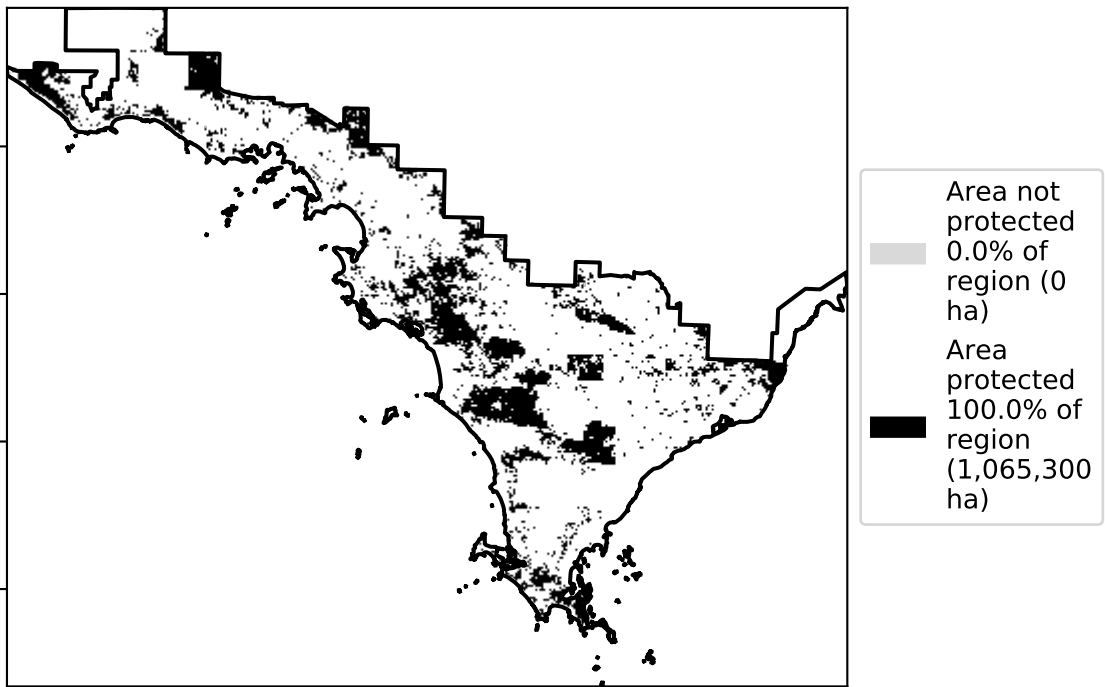 Area not
protected
0.0% of
region (0
ha)
Area
protected
100.0% of
region
(1,065,300
ha)